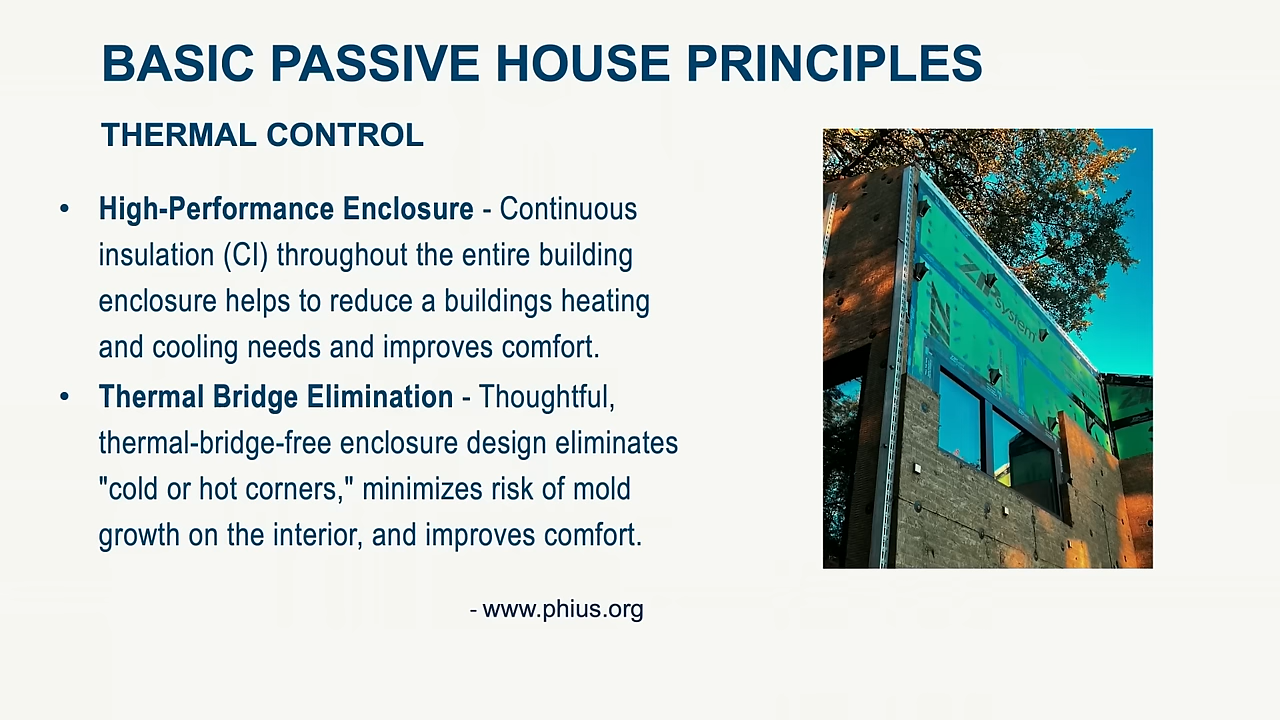 BASIC PASSIVE HOUSE PRINCIPLES
THERMAL CONTROL
• High-Performance Enclosure - Continuous
insulation (CI) throughout the entire building
enclosure helps to reduce a buildings heating
and cooling needs and improves comfort.
• Thermal Bridge Elimination - Thoughtful,
thermal-bridge-free enclosure design eliminates
"cold or hot corners," minimizes risk of mold
growth on the interior, and improves comfort.
- www.phius.org
System